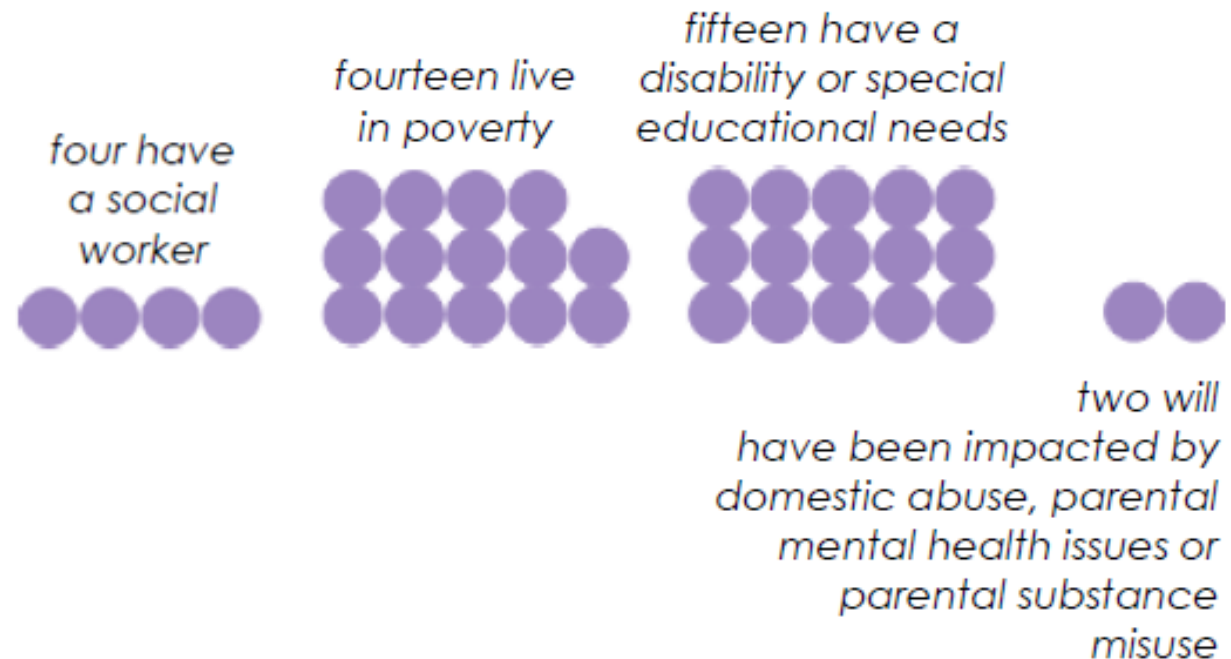 four have
a social
worker
fourteen live
in poverty
fifteen have a
disability or special
educational needs
two will
have been impacted by
domestic abuse, parental
mental health issues or
parental substance
misuse